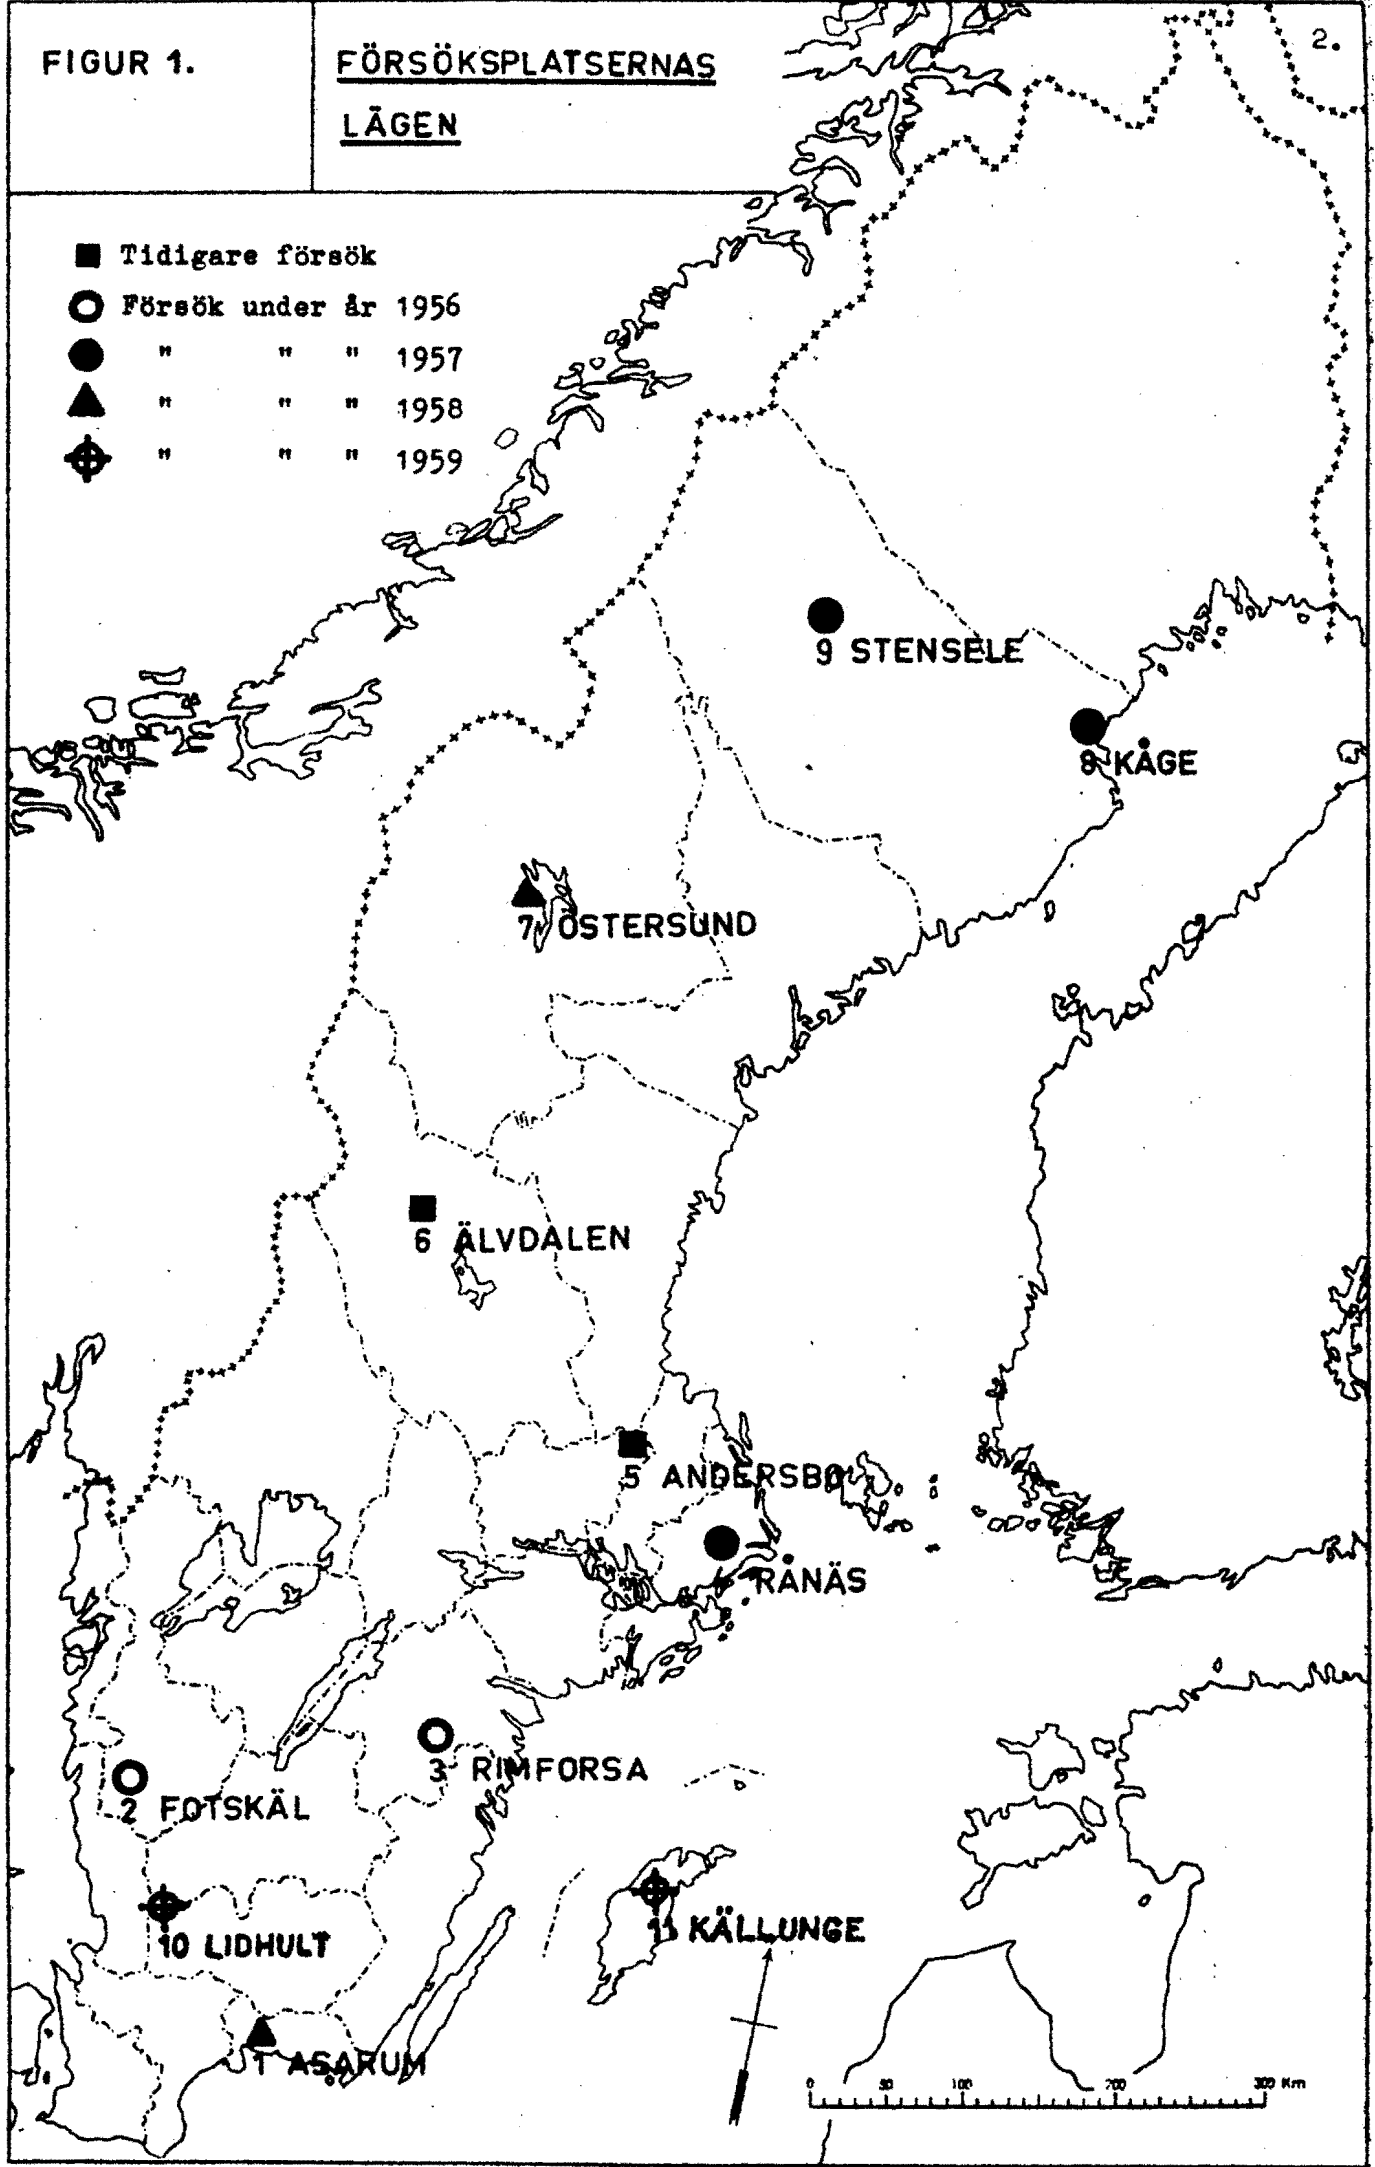 FIGUR 1.
FÖRSÖKSPLATSERNAS
LÄGEN
2.
Tidigare försök
Försök under år 1956
" " " 1957
" " " 1958
" " " 1959
9 STENSELE
8 KÅGE
7 ÖSTERSUND
6 ÄLVDALEN
5 ANDERSBO
4 RÅNÄS
3 RIMFORSA
2 FOTSKÄL
11 KÄLLUNGE
10 LIDHULT
1 ASARUM
0 50 100 200 300 Km